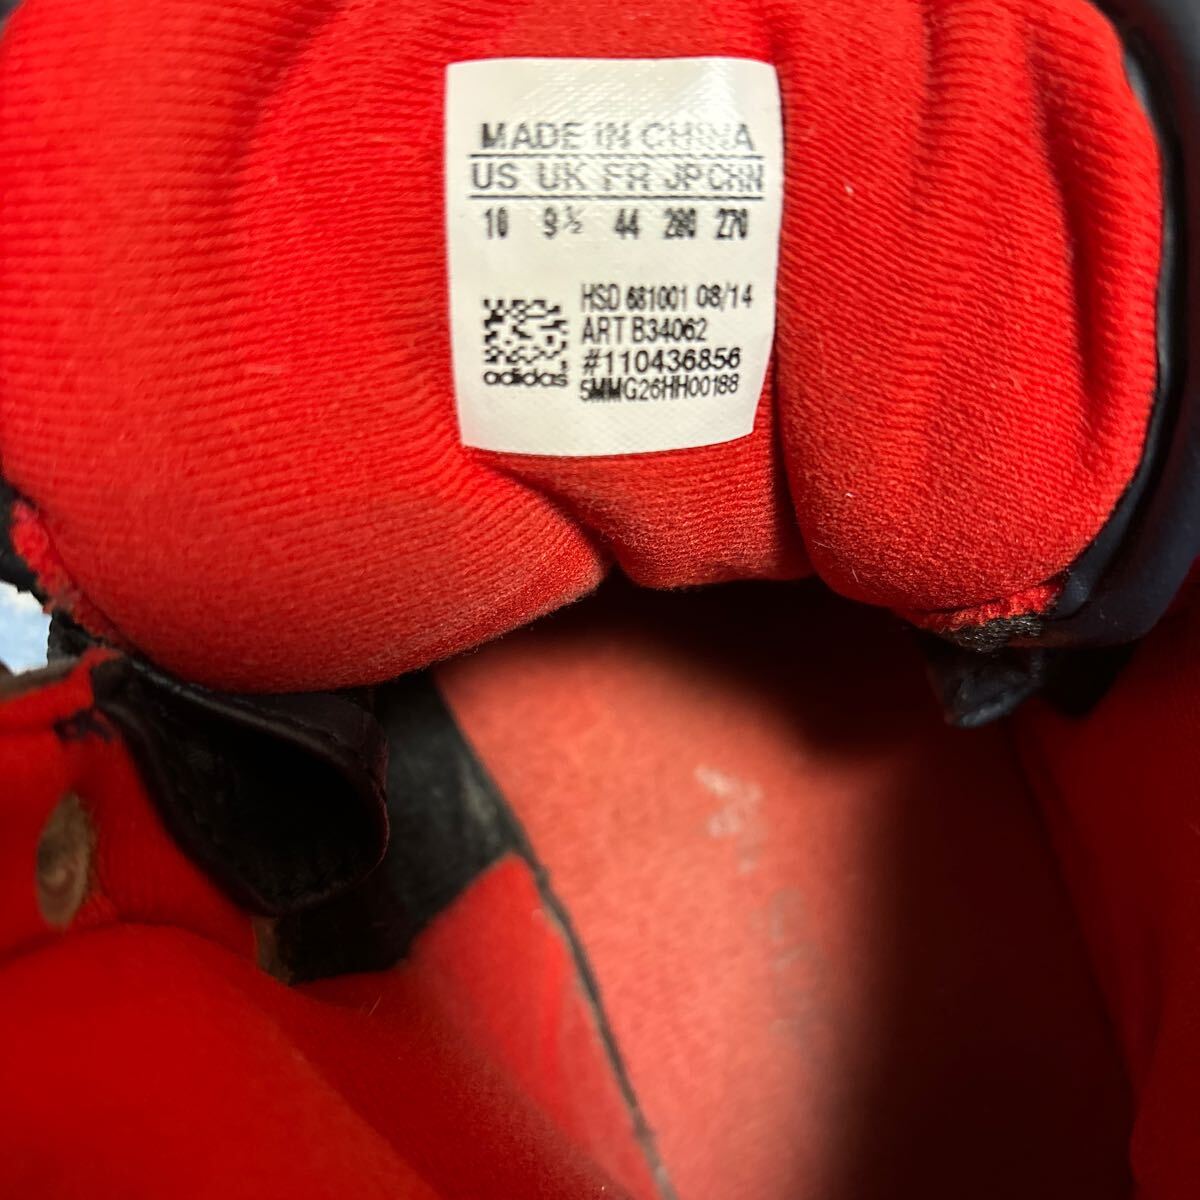 MADE IN CHINA
US UK FR JP CHN
10 9½ 44 280 270
HSD 681001 08/14
ART B34062
#110436856
adidas
5MMG26HH00188